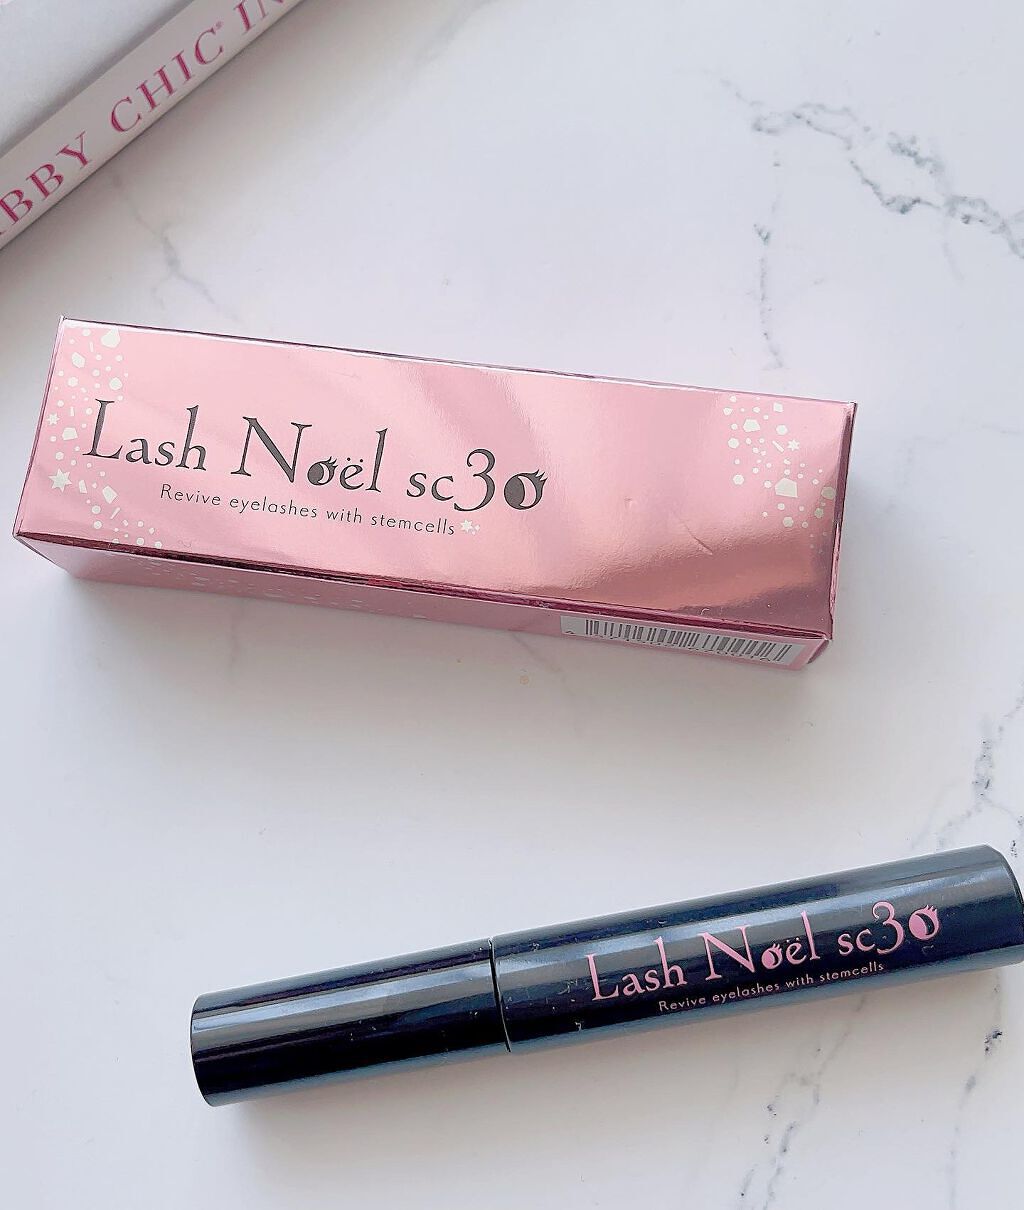 BBY CHIC® IN
Lash Noël sc30
Revive eyelashes with stemcells
Lash Noël sc30
Revive eyelashes with stemcells